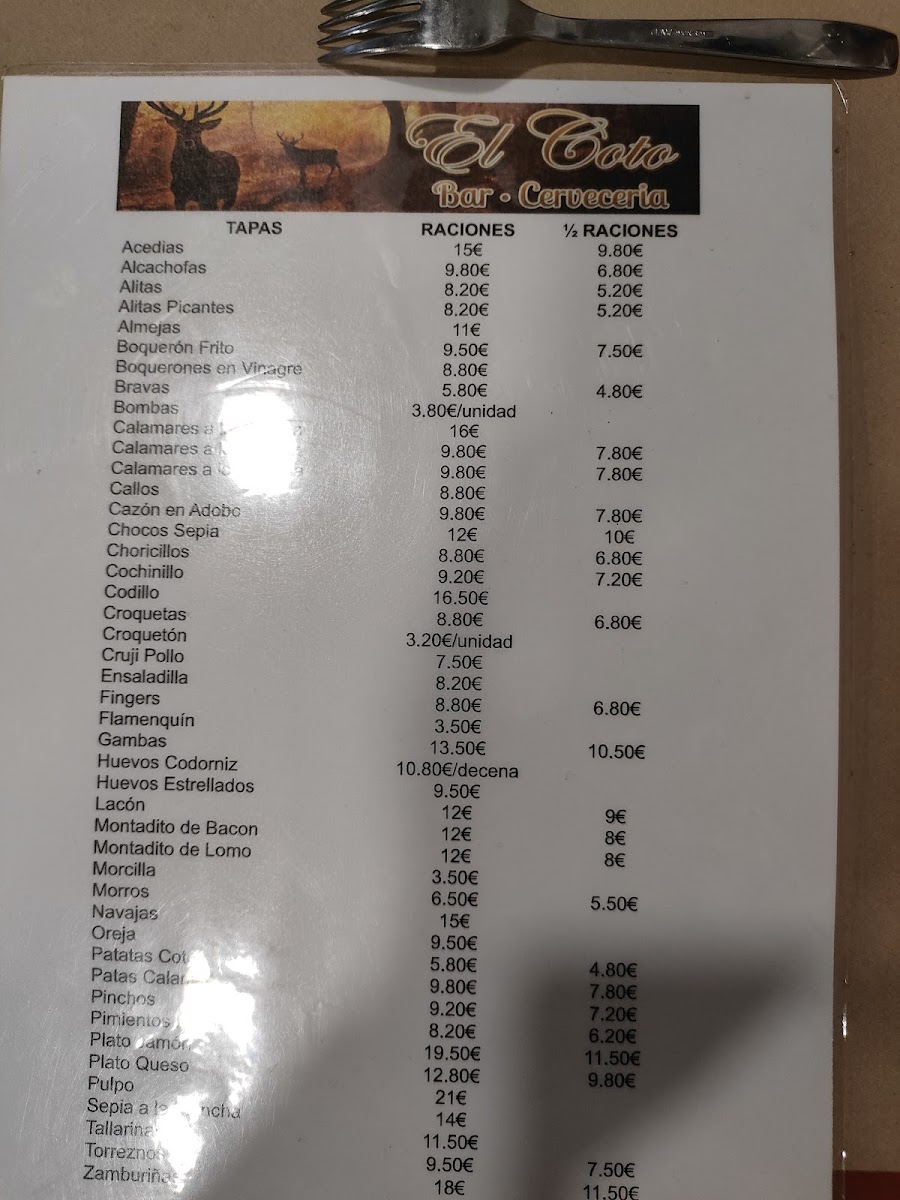 El Coto
Bar - Cerveceria
TAPAS RACIONES ½ RACIONES
Acedias 15€ 9.80€
Alcachofas 9.80€ 6.80€
Alitas 8.20€ 5.20€
Alitas Picantes 8.20€ 5.20€
Almejas 11€
Boquerón Frito 9.50€ 7.50€
Boquerones en Vinagre 8.80€
Bravas 5.80€ 4.80€
Bombas 3.80€/unidad
Calamares a 16€
Calamares a 9.80€ 7.80€
Calamares a 9.80€ 7.80€
Callos 8.80€
Cazón en Adobo 9.80€ 7.80€
Chocos Sepia 12€ 10€
Choricillos 8.80€ 6.80€
Cochinillo 9.20€ 7.20€
Codillo 16.50€
Croquetas 8.80€ 6.80€
Croquetón 3.20€/unidad
Cruji Pollo 7.50€
Ensaladilla 8.20€
Fingers 8.80€ 6.80€
Flamenquín 3.50€
Gambas 13.50€ 10.50€
Huevos Codorniz 10.80€/decena
Huevos Estrellados 9.50€
Lacón 12€ 9€
Montadito de Bacon 12€ 8€
Montadito de Lomo 12€ 8€
Morcilla 3.50€
Morros 6.50€ 5.50€
Navajas 15€
Oreja 9.50€
Patatas 5.80€ 4.80€
Patas 9.80€ 7.80€
Pinchos 9.20€ 7.20€
Pimientos 8.20€ 6.20€
Plato Jamón 19.50€ 11.50€
Plato Queso 12.80€ 9.80€
Pulpo 21€
Sepia a 14€
11.50€
Torreznos 9.50€ 7.50€
Zamburiñas 18€ 11.50€